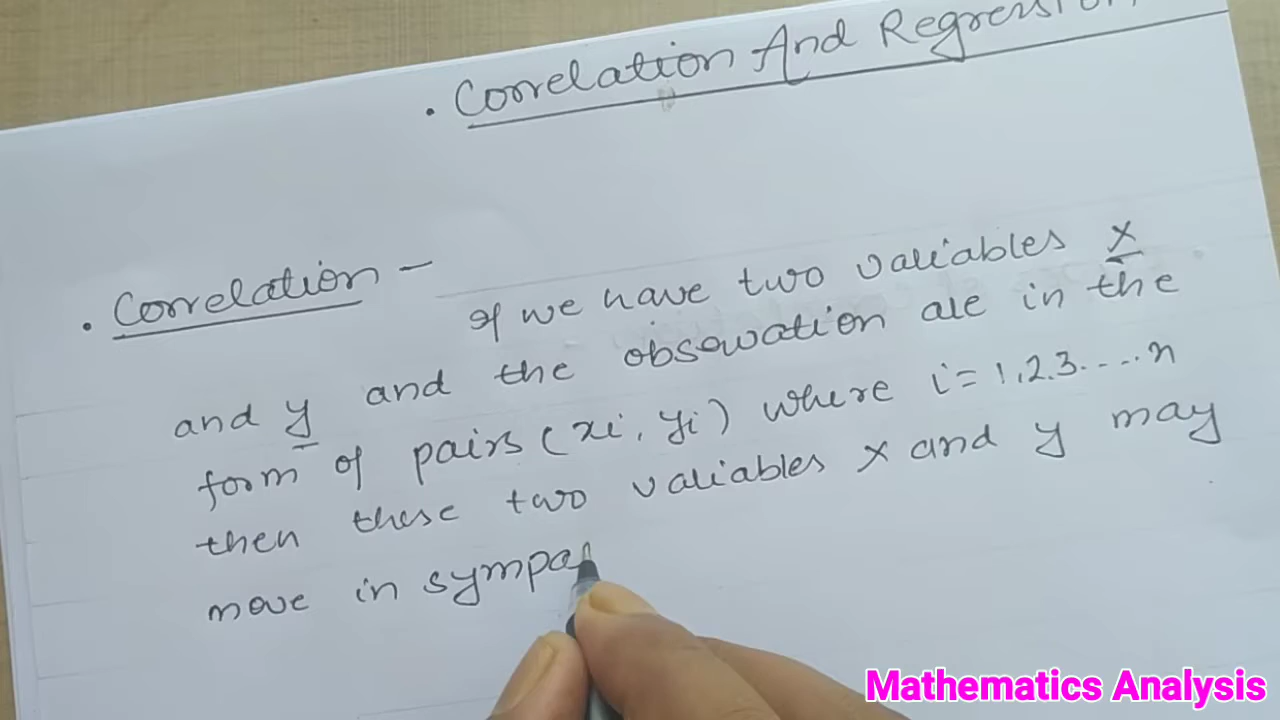 . Correlation And Regression
. Correlation -
If we have two variables x
and y and the observation are in the
form of pairs (xi, yi) where i = 1,2,3....n
then these two variables x and y may
move in sympa
Mathematics Analysis